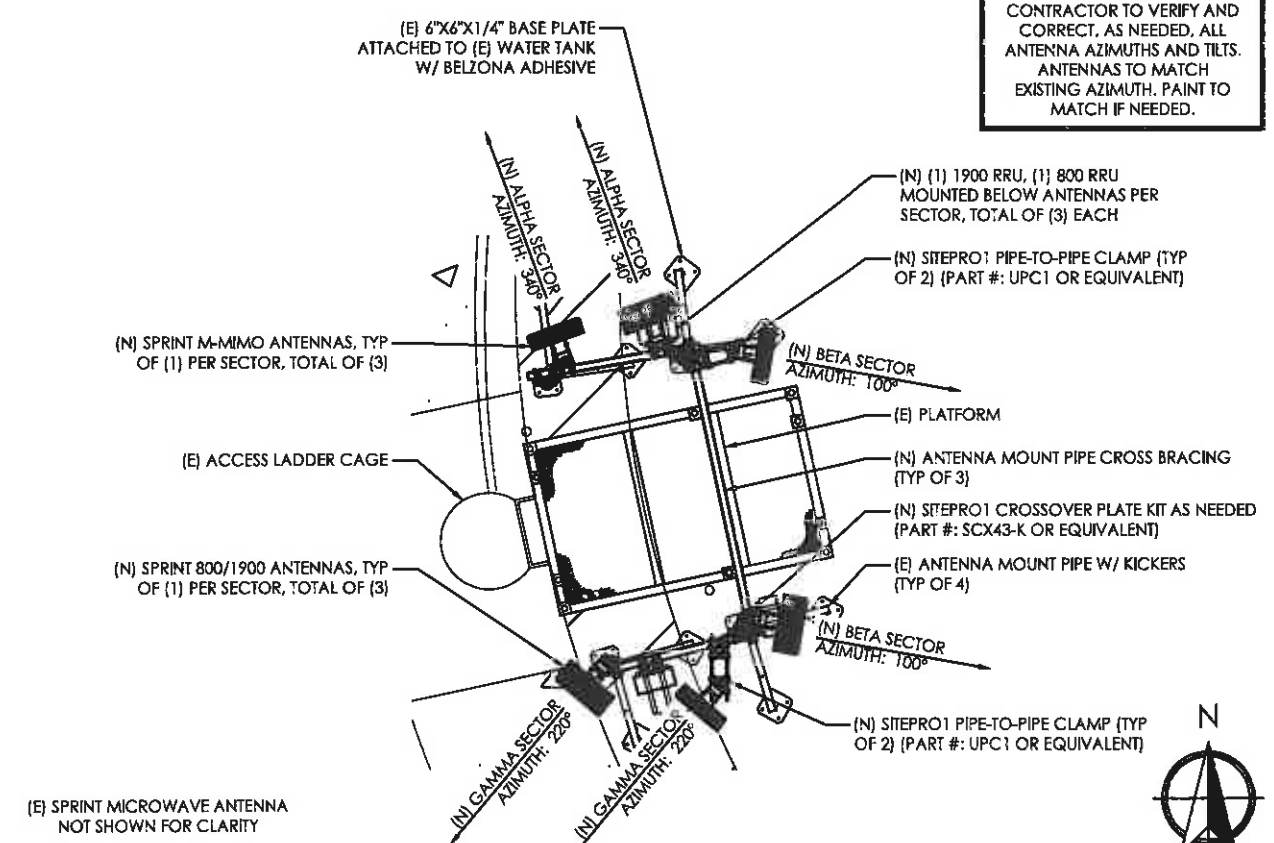 CONTRACTOR TO VERIFY AND
CORRECT, AS NEEDED, ALL
ANTENNA AZIMUTHS AND TILTS.
ANTENNAS TO MATCH
EXISTING AZIMUTH. PAINT TO
MATCH IF NEEDED.
(E) 6"X6"X1/4" BASE PLATE
ATTACHED TO (E) WATER TANK
W/ BELZONA ADHESIVE
(N) ALPHA SECTOR
AZIMUTH: 340°
(N) ALPHA SECTOR
AZIMUTH: 340°
(N) (1) 1900 RRU, (1) 800 RRU
MOUNTED BELOW ANTENNAS PER
SECTOR, TOTAL OF (3) EACH
(N) SITEPRO1 PIPE-TO-PIPE CLAMP (TYP
OF 2) (PART #: UPC1 OR EQUIVALENT)
(N) SPRINT M-MIMO ANTENNAS, TYP
OF (1) PER SECTOR, TOTAL OF (3)
(N) BETA SECTOR
AZIMUTH: 100°
(E) PLATFORM
(E) ACCESS LADDER CAGE
(N) ANTENNA MOUNT PIPE CROSS BRACING
(TYP OF 3)
(N) SITEPRO1 CROSSOVER PLATE KIT AS NEEDED
(PART #: SCX43-K OR EQUIVALENT)
(N) SPRINT 800/1900 ANTENNAS, TYP
OF (1) PER SECTOR, TOTAL OF (3)
(E) ANTENNA MOUNT PIPE W/ KICKERS
(TYP OF 4)
(N) BETA SECTOR
AZIMUTH: 100°
(N) GAMMA SECTOR
AZIMUTH: 220°
(N) GAMMA SECTOR
AZIMUTH: 220°
(N) SITEPRO1 PIPE-TO-PIPE CLAMP (TYP
OF 2) (PART #: UPC1 OR EQUIVALENT)
N
(E) SPRINT MICROWAVE ANTENNA
NOT SHOWN FOR CLARITY